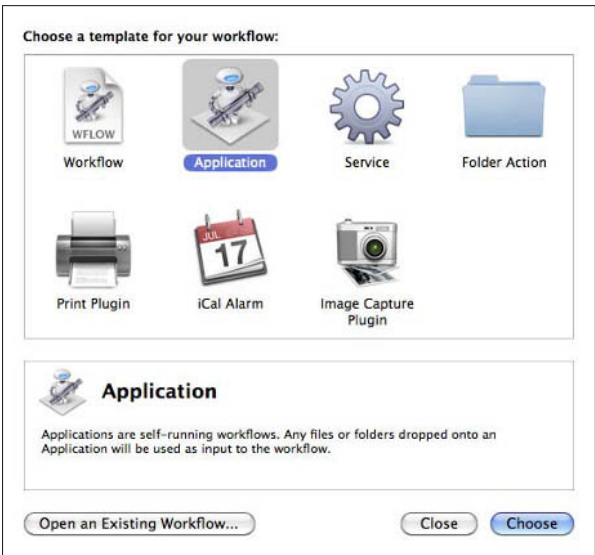 Choose a template for your workflow:
WFLOW
Workflow
Application
Service
Folder Action
JUL
17
Print Plugin
iCal Alarm
Image Capture
Plugin
Application
Applications are self-running workflows. Any files or folders dropped onto an
Application will be used as input to the workflow.
Open an Existing Workflow...
Close
Choose